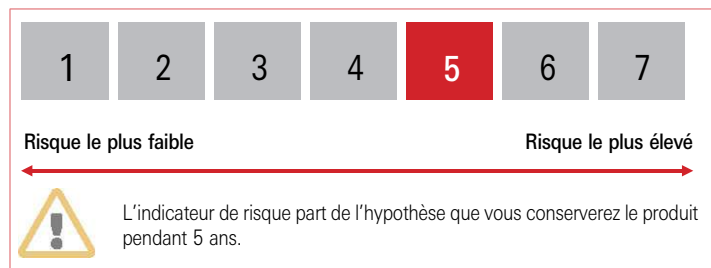 1 2 3 4 5 6 7
Risque le plus faible Risque le plus élevé
L’indicateur de risque part de l’hypothèse que vous conserverez le produit
pendant 5 ans.